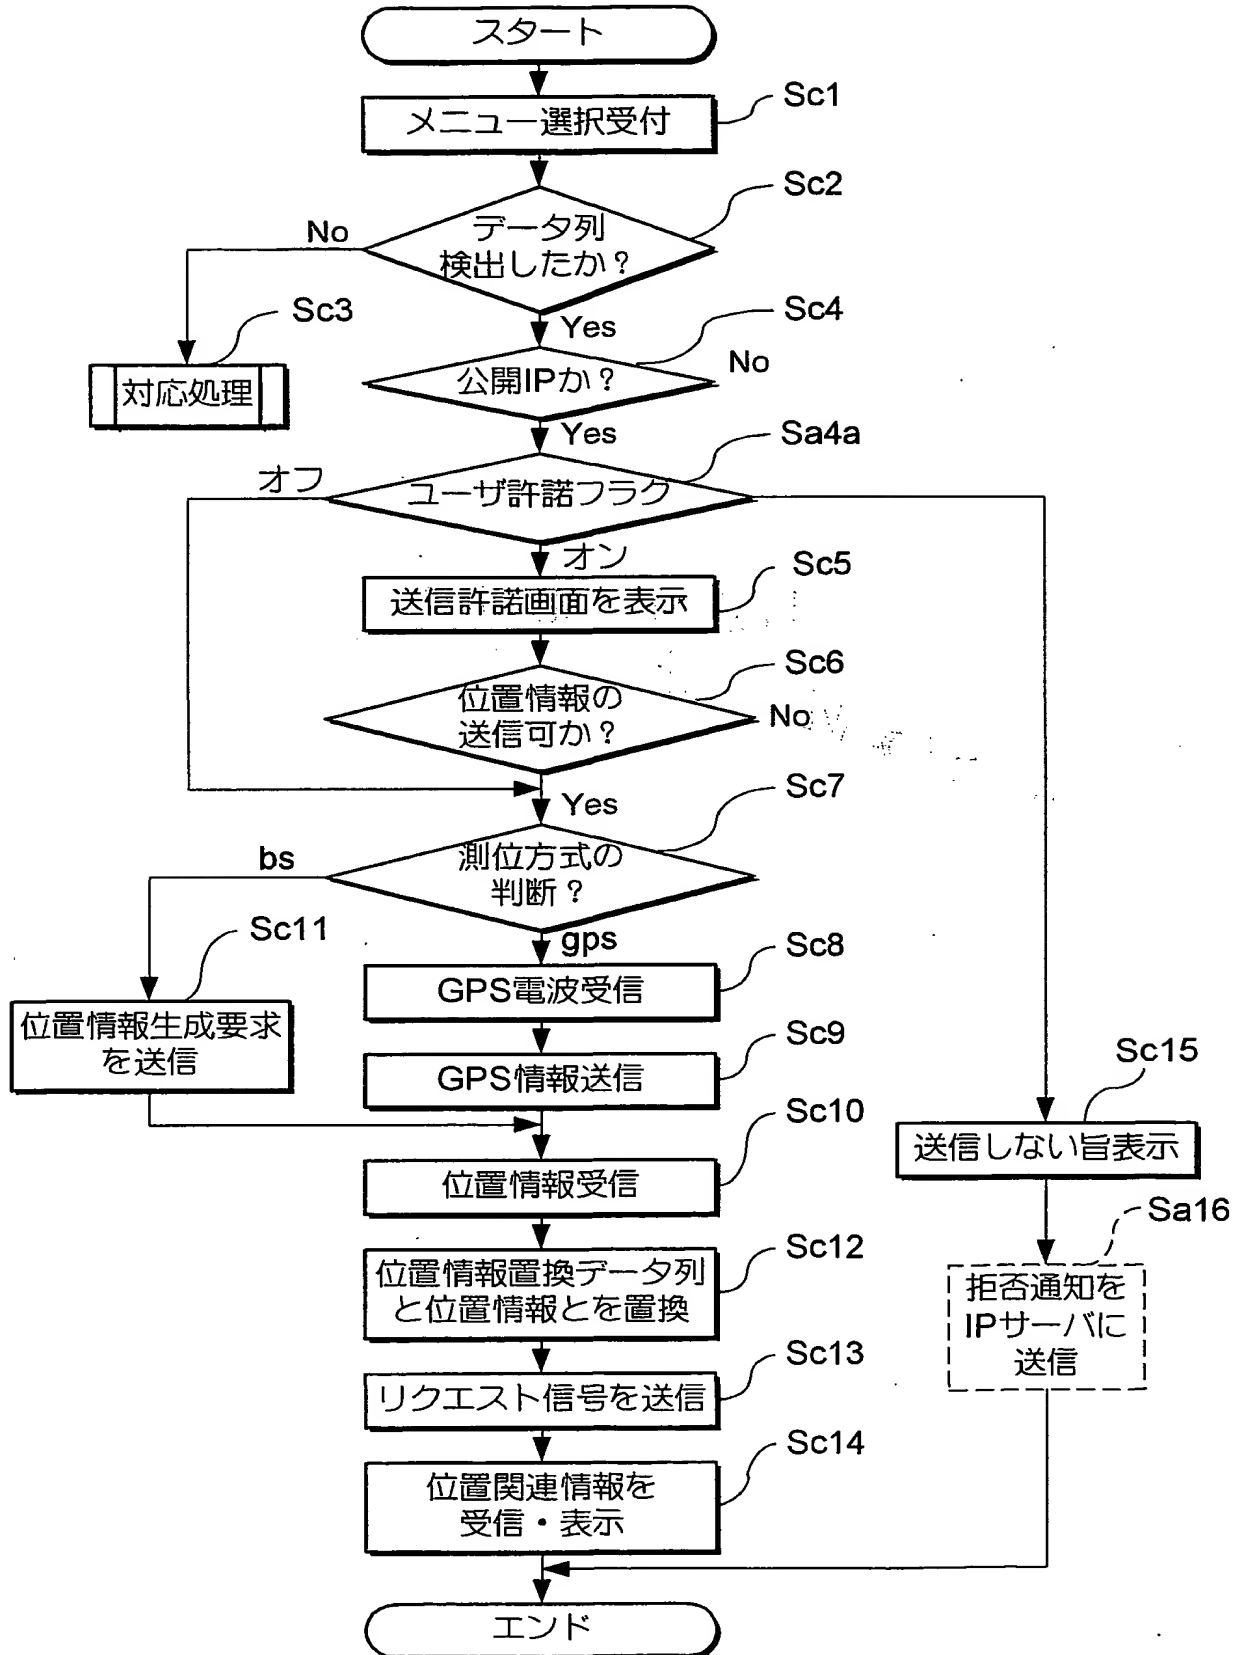 スタート
メニュー選択受付
Sc1
データ列
検出したか？
Sc2
No
Yes
Sc3
対応処理
公開IPか？
Sc4
No
Yes
ユーザ許諾フラグ
Sa4a
オフ
オン
送信許諾画面を表示
Sc5
位置情報の
送信可か？
Sc6
No
Yes
測位方式の
判断？
Sc7
bs
gps
Sc11
位置情報生成要求
を送信
GPS電波受信
Sc8
GPS情報送信
Sc9
位置情報受信
Sc10
位置情報置換データ列
と位置情報とを置換
Sc12
リクエスト信号を送信
Sc13
位置関連情報を
受信・表示
Sc14
Sc15
送信しない旨表示
Sa16
拒否通知を
IPサーバに
送信
エンド